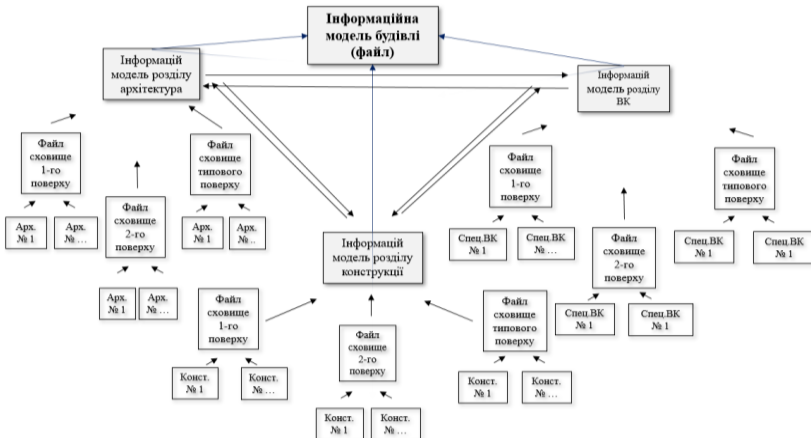 Інформаційна
модель будівлі
(файл)
Інформацій
модель розділу
архітектура
Інформацій
модель розділу
ВК
Файл
сховище
1-го
поверху
Файл
сховище
типового
поверху
Файл
сховище
2-го
поверху
Арх.
№ 1
Арх.
№ …
Арх.
№ 1
Арх.
№ ..
Арх.
№ 1
Арх.
№ …
Файл
сховище
1-го
поверху
Файл
сховище
типового
поверху
Файл
сховище
2-го
поверху
Спец.ВК
№ 1
Спец.ВК
№ …
Спец.ВК
№ 1
Спец.ВК
№ 1
Спец.ВК
№ 1
Спец.ВК
№ 1
Інформацій
модель розділу
конструкції
Файл
сховище
1-го
поверху
Файл
сховище
2-го
поверху
Файл
сховище
типового
поверху
Конст.
№ 1
Конст.
№ …
Конст.
№ 1
Конст.
№ …
Конст.
№ 1
Конст.
№ …